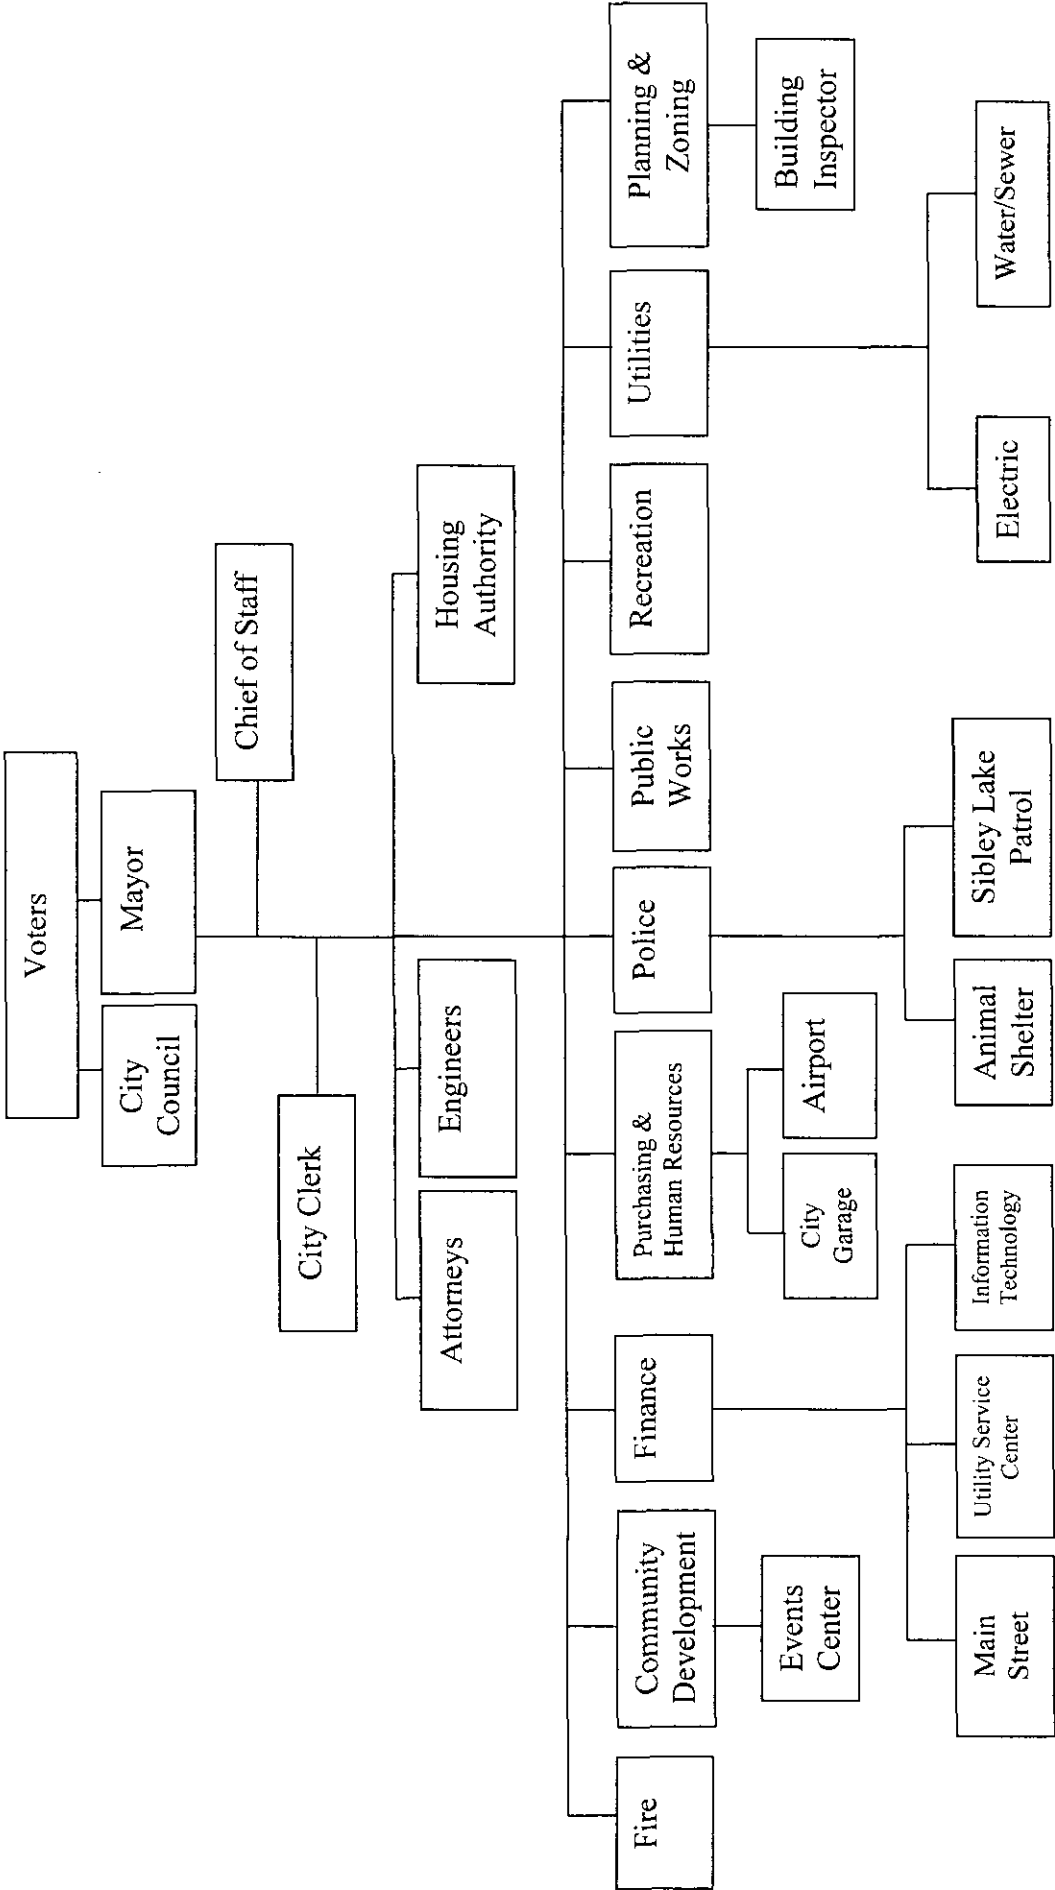 Voters
City
Council
Mayor
Chief of Staff
City Clerk
Attorneys
Engineers
Housing
Authority
Fire
Community
Development
Finance
Purchasing &
Human Resources
Police
Public
Works
Recreation
Utilities
Planning &
Zoning
Events
Center
City
Garage
Airport
Building
Inspector
Main
Street
Utility Service
Center
Information
Technology
Animal
Shelter
Sibley Lake
Patrol
Electric
Water/Sewer